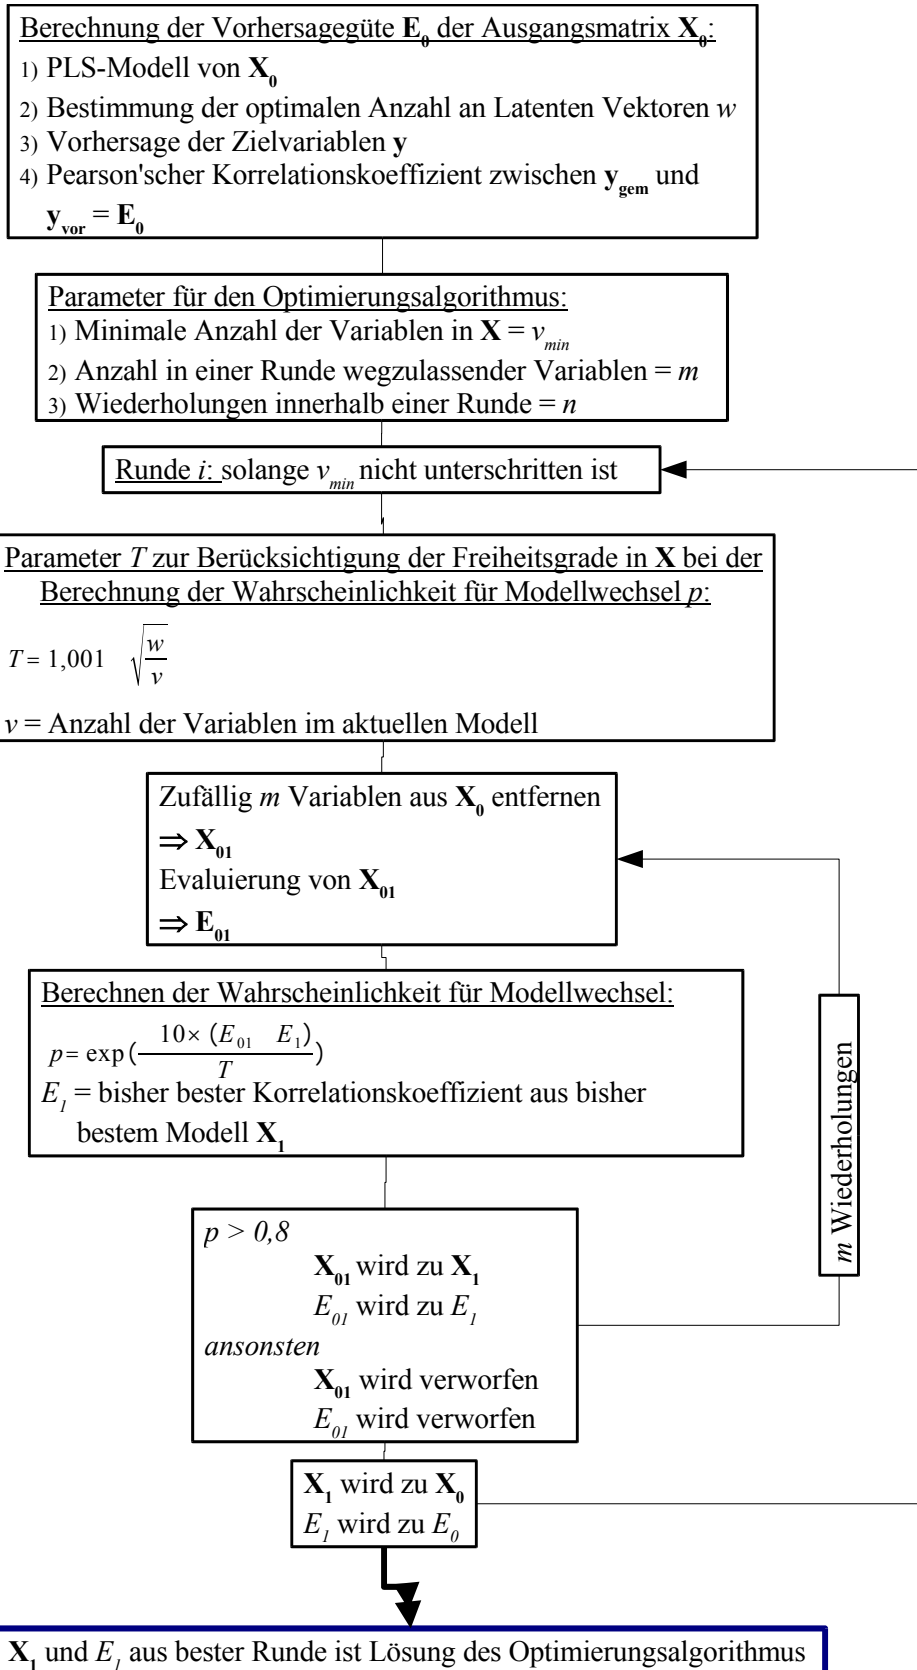 Berechnung der Vorhersagegüte E₀ der Ausgangsmatrix X₀:
1) PLS-Modell von X₀
2) Bestimmung der optimalen Anzahl an Latenten Vektoren w
3) Vorhersage der Zielvariablen y
4) Pearson'scher Korrelationskoeffizient zwischen y_gem und
y_vor = E₀
Parameter für den Optimierungsalgorithmus:
1) Minimale Anzahl der Variablen in X = v_min
2) Anzahl in einer Runde wegzulassender Variablen = m
3) Wiederholungen innerhalb einer Runde = n
Runde i: solange v_min nicht unterschritten ist
Parameter T zur Berücksichtigung der Freiheitsgrade in X bei der
Berechnung der Wahrscheinlichkeit für Modellwechsel p:
T = 1,001 √(w/v)
v = Anzahl der Variablen im aktuellen Modell
Zufällig m Variablen aus X₀ entfernen
⇒ X₀₁
Evaluierung von X₀₁
⇒ E₀₁
Berechnen der Wahrscheinlichkeit für Modellwechsel:
p = exp(10×(E₀₁ E₁)/T)
E₁ = bisher bester Korrelationskoeffizient aus bisher
bestem Modell X₁
m Wiederholungen
p > 0,8
X₀₁ wird zu X₁
E₀₁ wird zu E₁
ansonsten
X₀₁ wird verworfen
E₀₁ wird verworfen
X₁ wird zu X₀
E₁ wird zu E₀
X₁ und E₁ aus bester Runde ist Lösung des Optimierungsalgorithmus